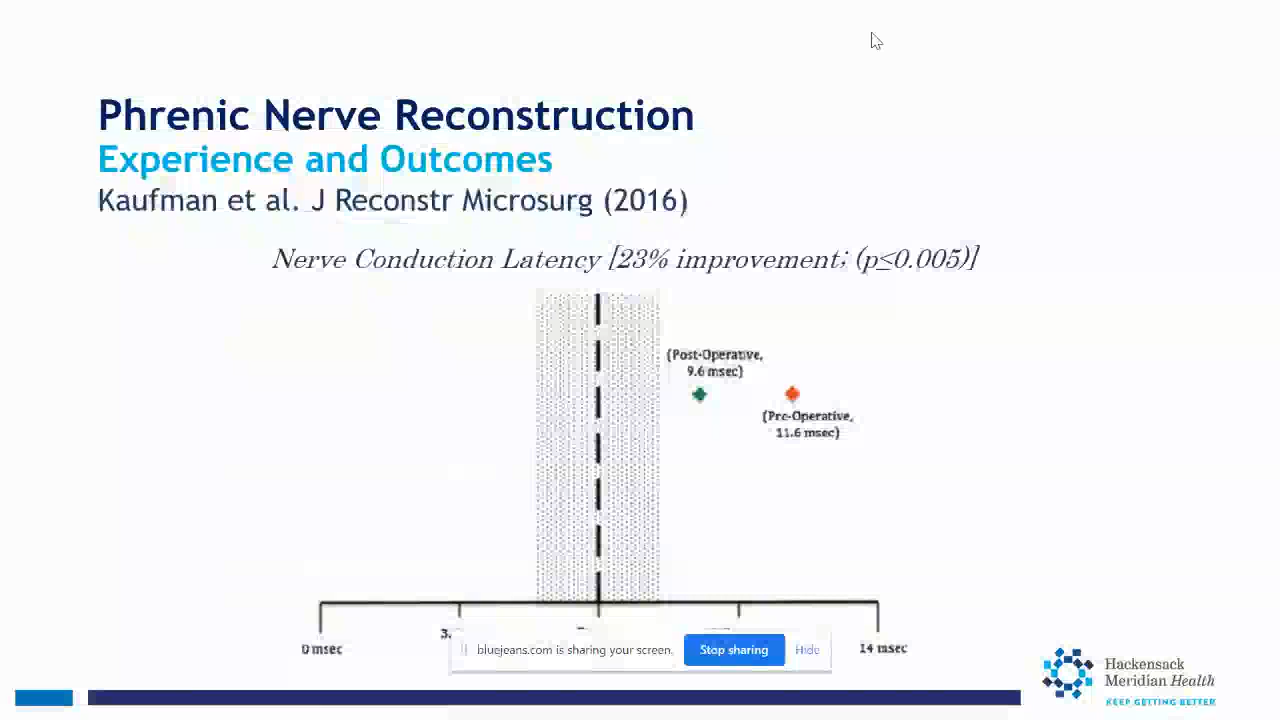 Phrenic Nerve Reconstruction
Experience and Outcomes
Kaufman et al. J Reconstr Microsurg (2016)
Nerve Conduction Latency [23% improvement; (p≤0.005)]
(Post-Operative,
9.6 msec)
(Pre-Operative,
11.6 msec)
0 msec
3.
14 msec
bluejeans.com is sharing your screen.
Stop sharing
Hide
Hackensack
Meridian Health
KEEP GETTING BETTER